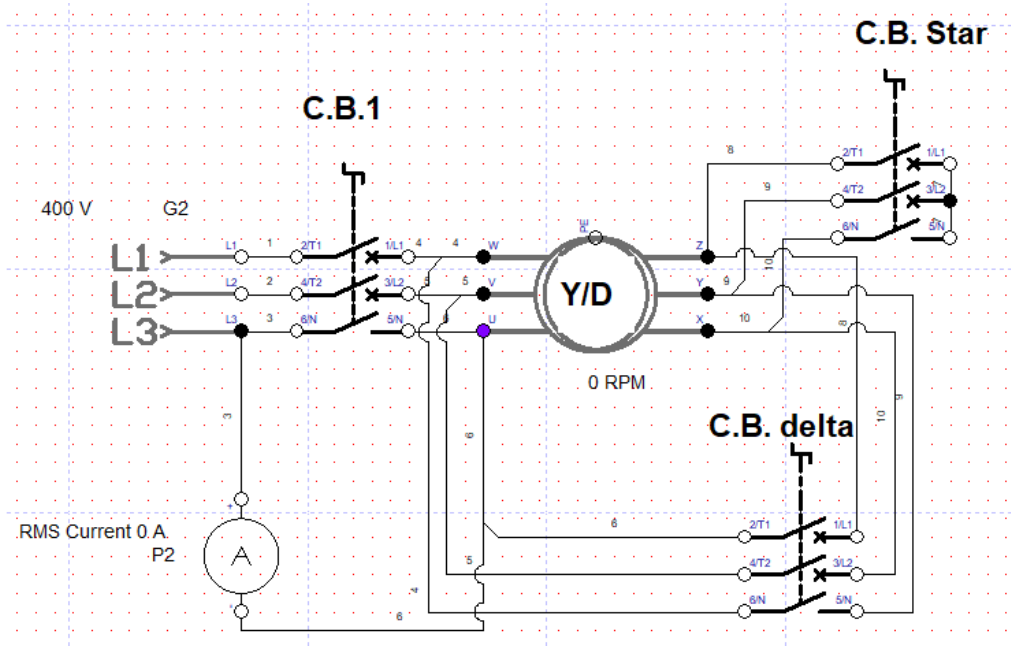 C.B. Star
C.B.1
400 V
G2
L1
L2
L3
L1
L2
L3
1
2
3
2/T1
4/T2
6/N
1/L1
3/L2
5/N
4
4
5
6
W
V
U
PE
Y/D
0 RPM
Z
Y
X
8
9
10
9
10
2/T1
4/T2
6/N
1/L1
3/L2
5/N
8
10
9
C.B. delta
3
6
6
5
4
6
RMS Current 0 A.
P2
+
A
-
2/T1
4/T2
6/N
1/L1
3/L2
5/N